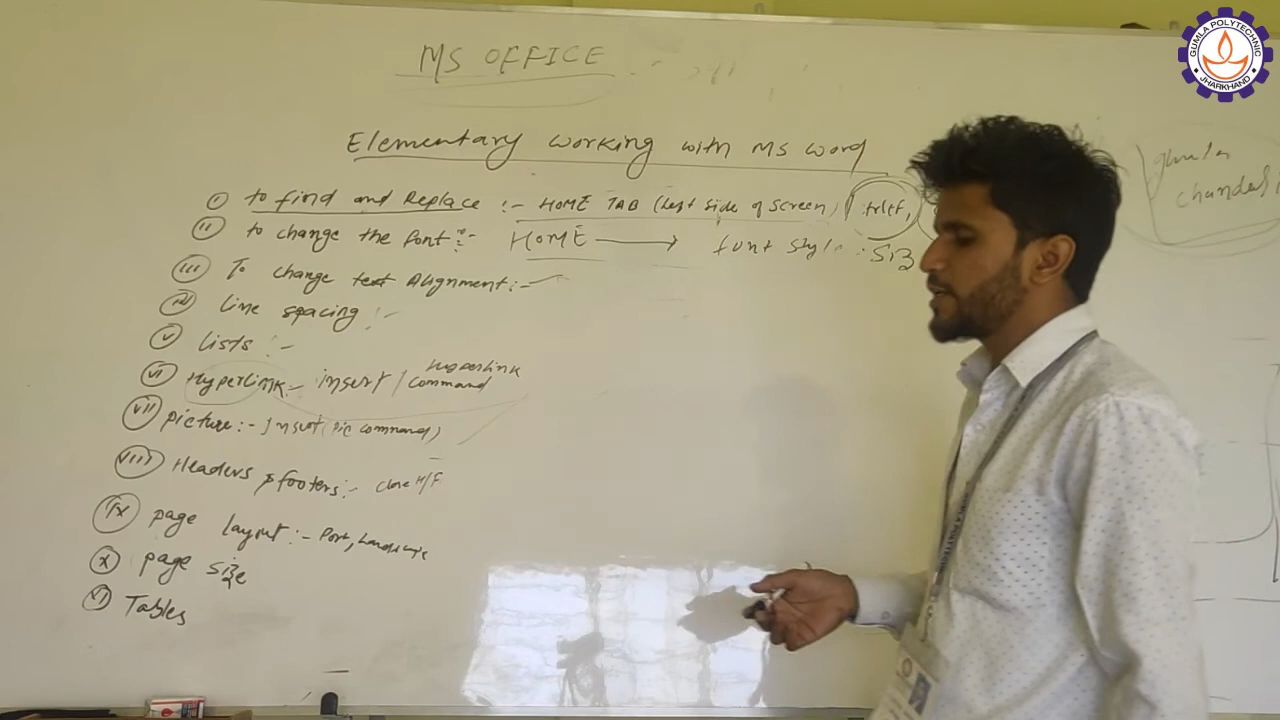 MS OFFICE
Elementary working with MS Word
(i) to find and Replace :- HOME TAB (Left side of screen)
(ii) to change the font :- HOME → font style : Siz
(iii) To change text Alignment :-
(iv) line spacing :-
(v) Lists :-
(vi) Hyperlink :- insert / Hyperlink command
(vii) picture :- Insert (pic command)
(viii) Headers & footers :- close H/F
(ix) page layout :- Port, Landscape
(x) page size
(vi) Tables
GUMLA POLYTECHNIC
JHARKHAND